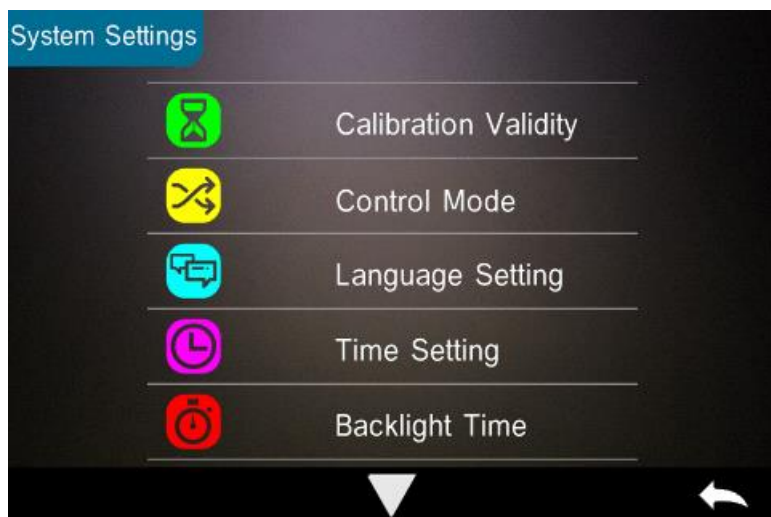 System Settings
Calibration Validity
Control Mode
Language Setting
Time Setting
Backlight Time